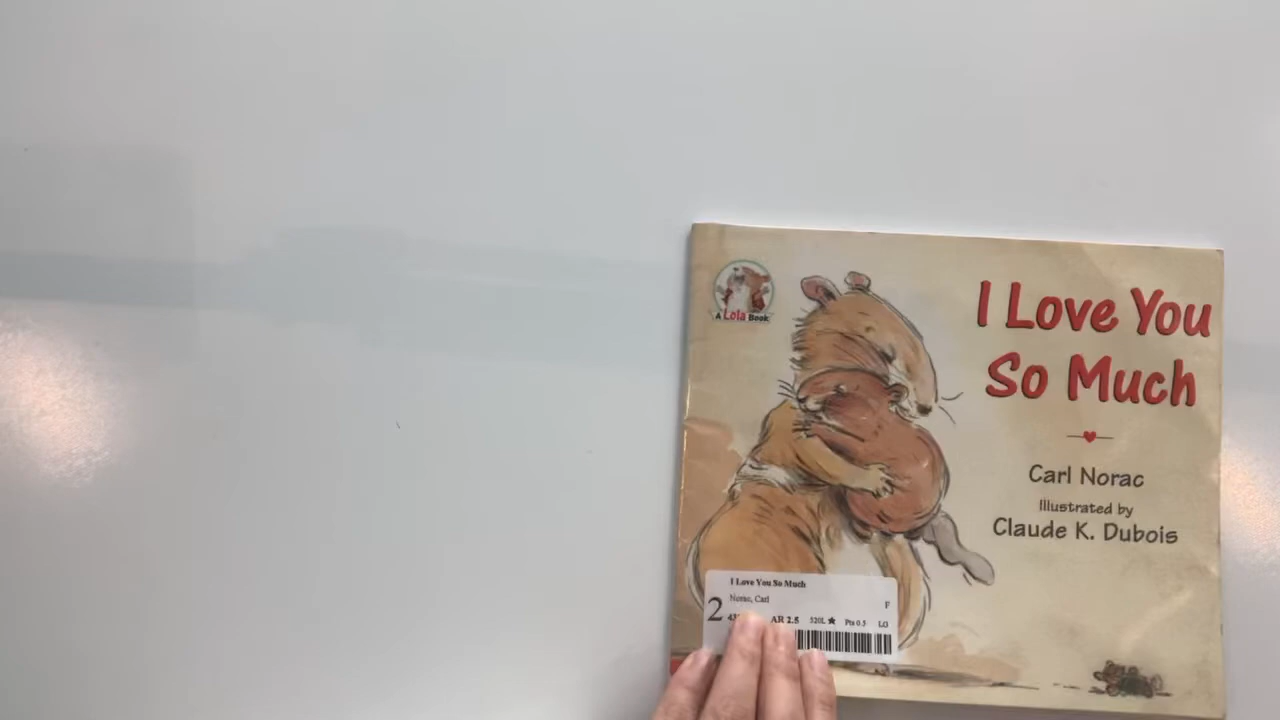 A Lola Book
I Love You
So Much
Carl Norac
Illustrated by
Claude K. Dubois
I Love You So Much
Norac, Carl
F
2
AR 2.5 520L★ Pts 0.5 LG